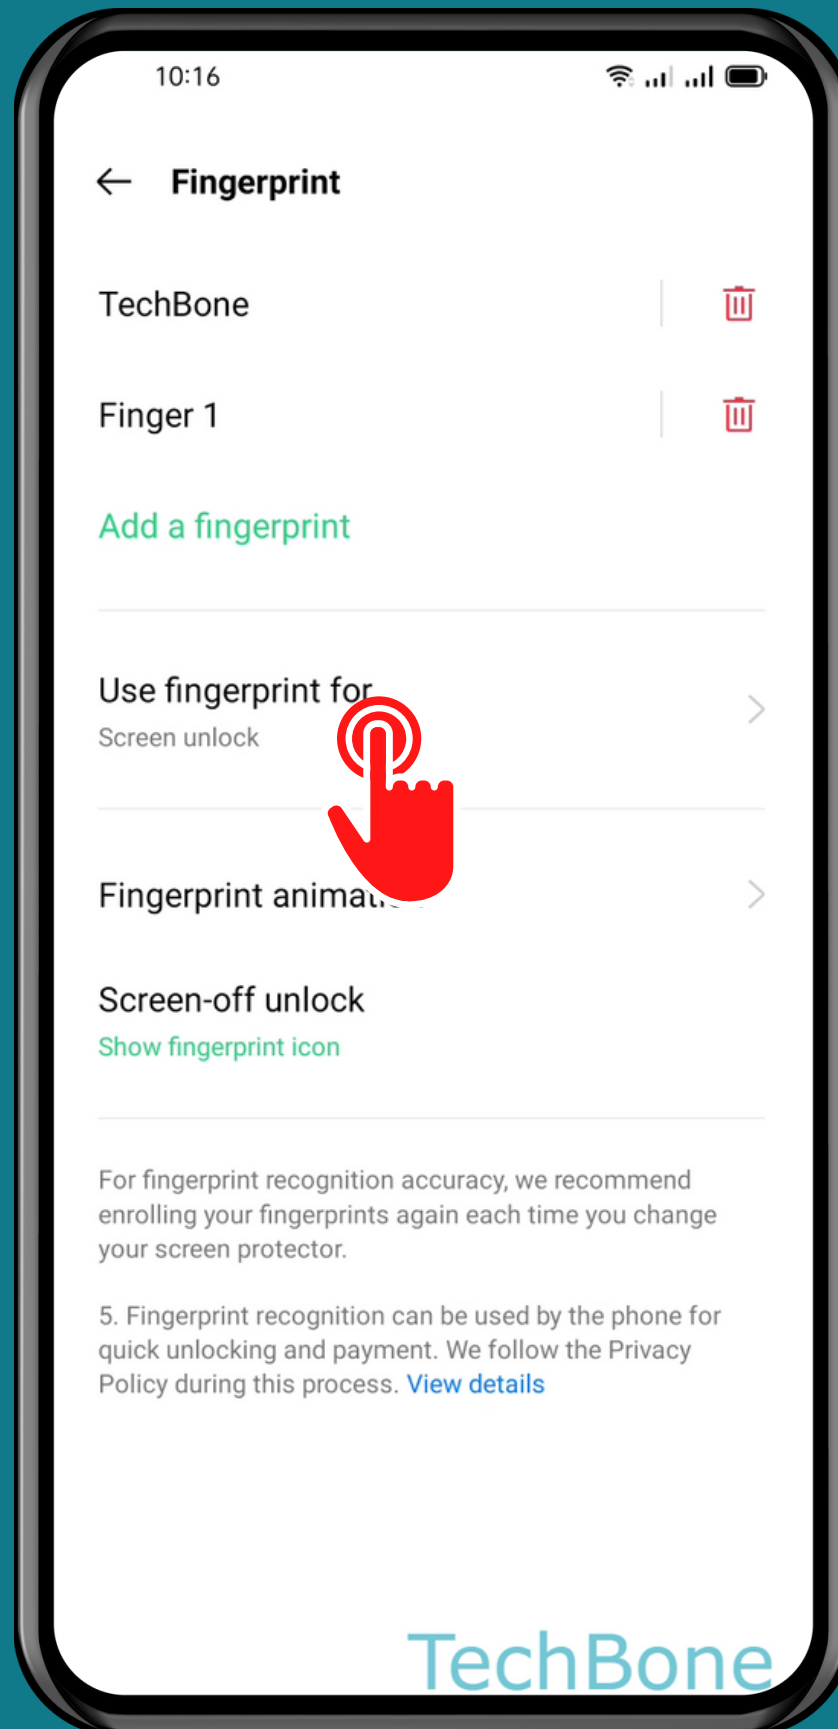 10:16
Fingerprint
TechBone
Finger 1
Add a fingerprint
Use fingerprint for
Screen unlock
Fingerprint
Screen-off unlock
Show fingerprint icon
For fingerprint recognition accuracy, we recommend
enrolling your fingerprints again each time you change
your screen protector.
5. Fingerprint recognition can be used by the phone for
quick unlocking and payment. We follow the Privacy
Policy during this process. View details
TechBone